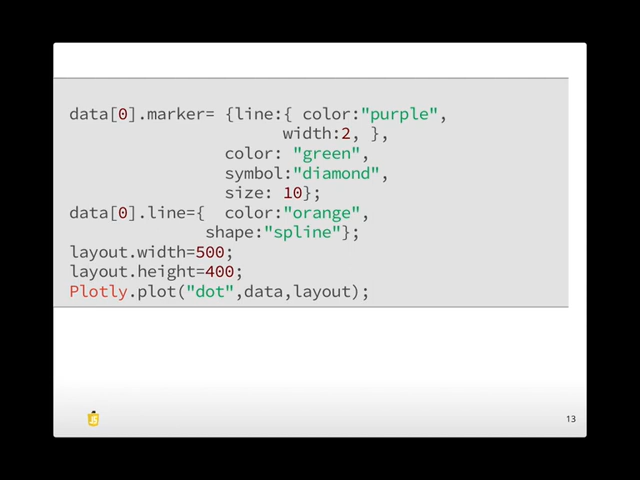 data[0].marker= {line:{ color:"purple",
                      width:2, },
                color: "green",
                symbol:"diamond",
                size: 10};
data[0].line={  color:"orange",
              shape:"spline"};
layout.width=500;
layout.height=400;
Plotly.plot("dot",data,layout);
13